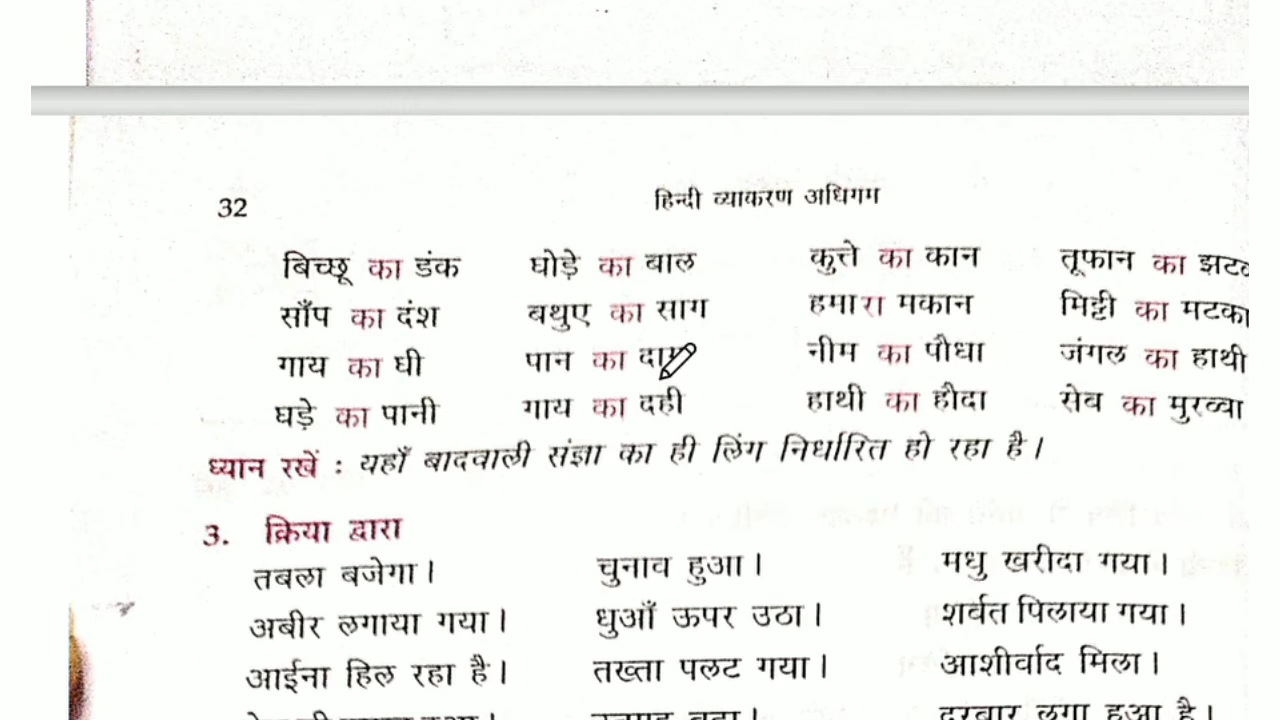 32 हिन्दी व्याकरण अधिगम
बिच्छू का डंक घोड़े का बाल कुत्ते का कान तूफान का
साँप का दंश बथुए का साग हमारा मकान मिट्टी का मटका
गाय का घी पान का नीम का पौधा जंगल का हाथी
घड़े का पानी गाय का दही हाथी का हौदा सेब का मुरव्वा
ध्यान रखें : यहाँ बादवाली संज्ञा का ही लिंग निर्धारित हो रहा है।
3. क्रिया द्वारा
तबला बजेगा। चुनाव हुआ। मधु खरीदा गया।
अबीर लगाया गया। धुआँ ऊपर उठा। शर्बत पिलाया गया।
आईना हिल रहा है। तख्ता पलट गया। आशीर्वाद मिला।
दरबार लगा हुआ है।